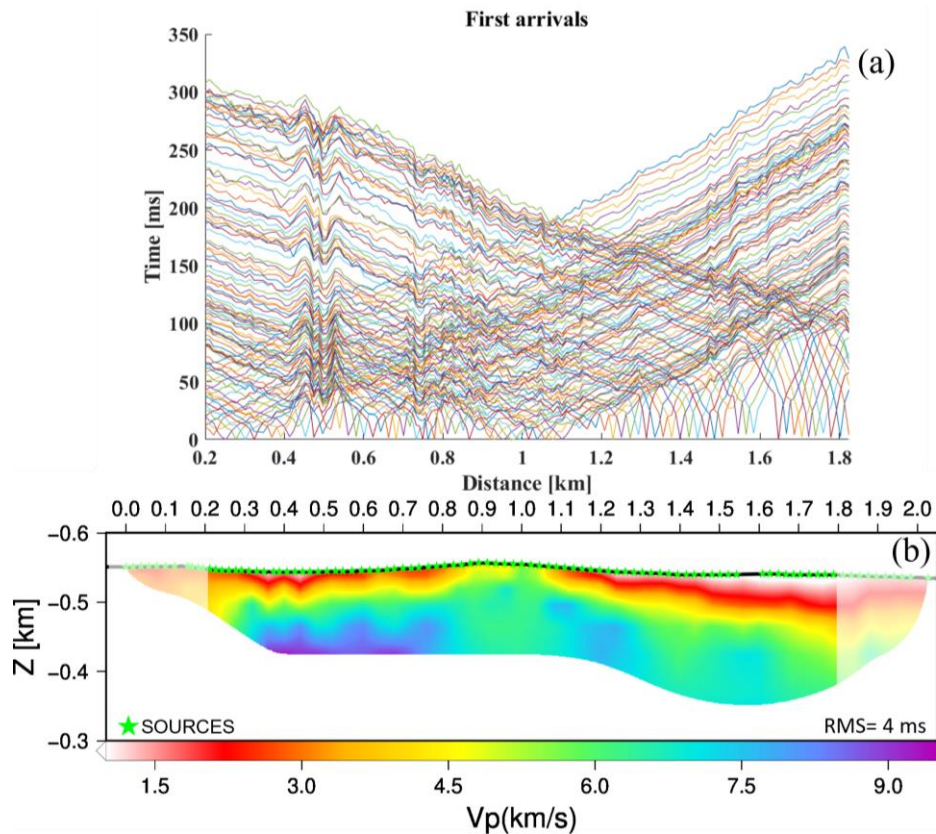 First arrivals
350
(a)
300
250
200
150
100
50
0
Time [ms]
0.2 0.4 0.6 0.8 1 1.2 1.4 1.6 1.8
Distance [km]
0.0 0.1 0.2 0.3 0.4 0.5 0.6 0.7 0.8 0.9 1.0 1.1 1.2 1.3 1.4 1.5 1.6 1.7 1.8 1.9 2.0
−0.6
(b)
−0.5
−0.4
−0.3
Z [km]
SOURCES
RMS= 4 ms
1.5 3.0 4.5 6.0 7.5 9.0
Vp(km/s)